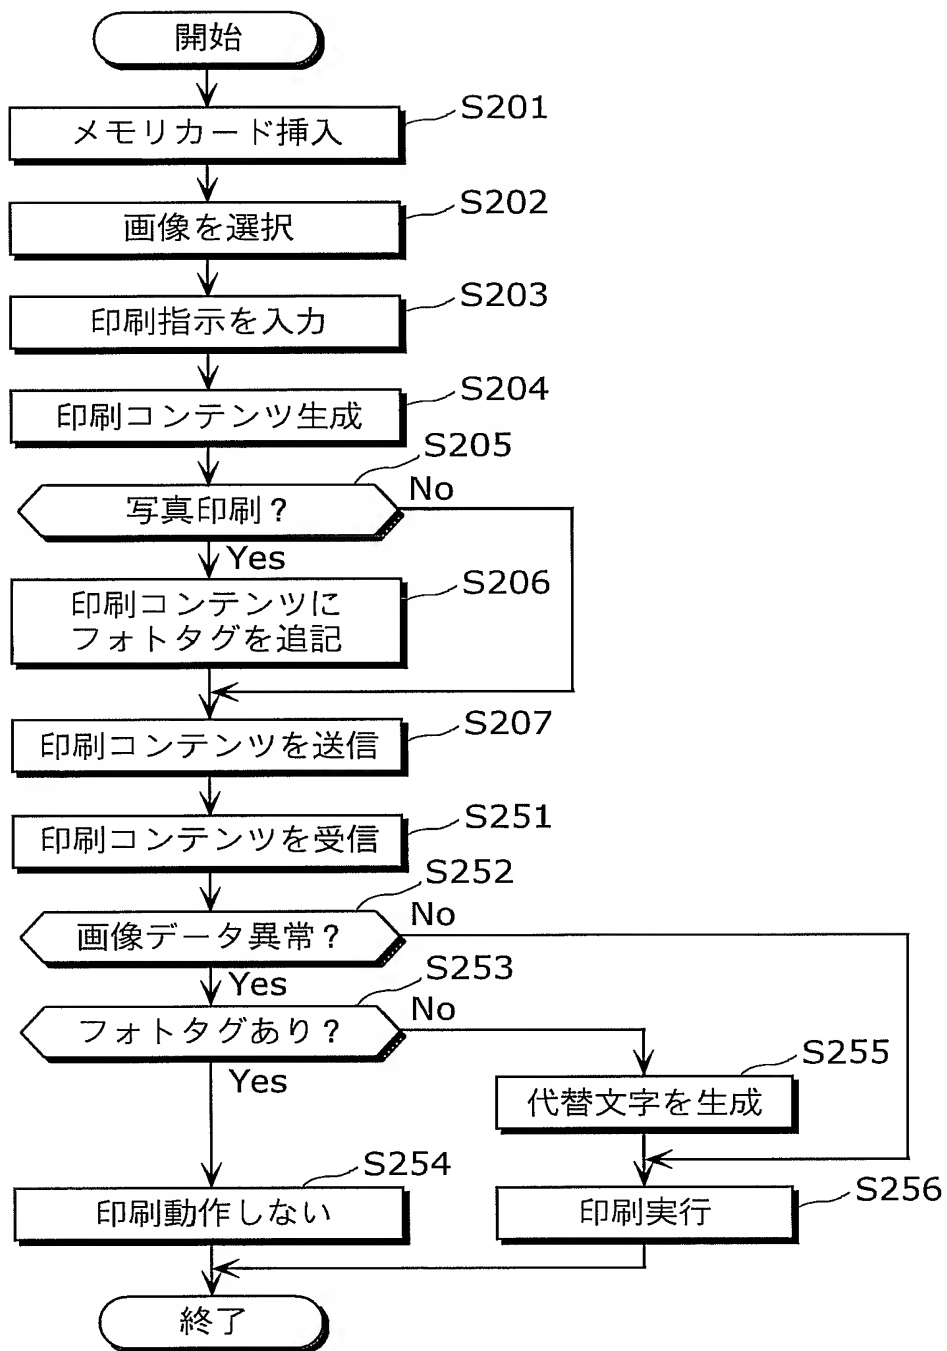 開始
メモリカード挿入
S201
画像を選択
S202
印刷指示を入力
S203
印刷コンテンツ生成
S204
写真印刷？
S205
No
Yes
印刷コンテンツに
フォトタグを追記
S206
印刷コンテンツを送信
S207
印刷コンテンツを受信
S251
画像データ異常？
S252
No
Yes
フォトタグあり？
S253
No
Yes
代替文字を生成
S255
印刷動作しない
S254
印刷実行
S256
終了